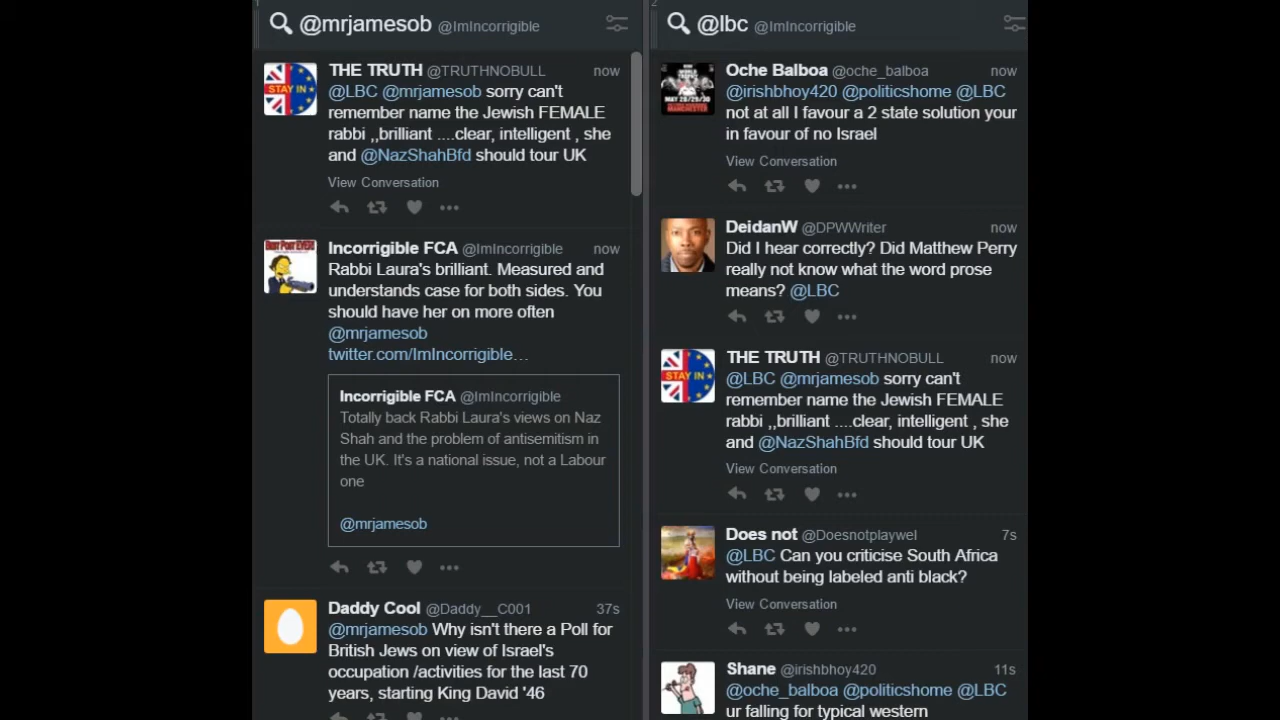 1
@mrjamesob @ImIncorrigible
THE TRUTH @TRUTHNOBULL now
@LBC @mrjamesob sorry can't
remember name the Jewish FEMALE
rabbi ,,brilliant ....clear, intelligent , she
and @NazShahBfd should tour UK
View Conversation
Incorrigible FCA @ImIncorrigible now
Rabbi Laura's brilliant. Measured and
understands case for both sides. You
should have her on more often
@mrjamesob
twitter.com/ImIncorrigible…
Incorrigible FCA @ImIncorrigible
Totally back Rabbi Laura's views on Naz
Shah and the problem of antisemitism in
the UK. It's a national issue, not a Labour
one
@mrjamesob
Daddy Cool @Daddy__C001 37s
@mrjamesob Why isn't there a Poll for
British Jews on view of Israel's
occupation /activities for the last 70
years, starting King David '46
2
@lbc @ImIncorrigible
Oche Balboa @oche_balboa now
@irishbhoy420 @politicshome @LBC
not at all I favour a 2 state solution your
in favour of no Israel
View Conversation
DeidanW @DPWWriter now
Did I hear correctly? Did Matthew Perry
really not know what the word prose
means? @LBC
THE TRUTH @TRUTHNOBULL now
@LBC @mrjamesob sorry can't
remember name the Jewish FEMALE
rabbi ,,brilliant ....clear, intelligent , she
and @NazShahBfd should tour UK
View Conversation
Does not @Doesnotplaywel 7s
@LBC Can you criticise South Africa
without being labeled anti black?
View Conversation
Shane @irishbhoy420 11s
@oche_balboa @politicshome @LBC
ur falling for typical western
STAY IN
STAY IN